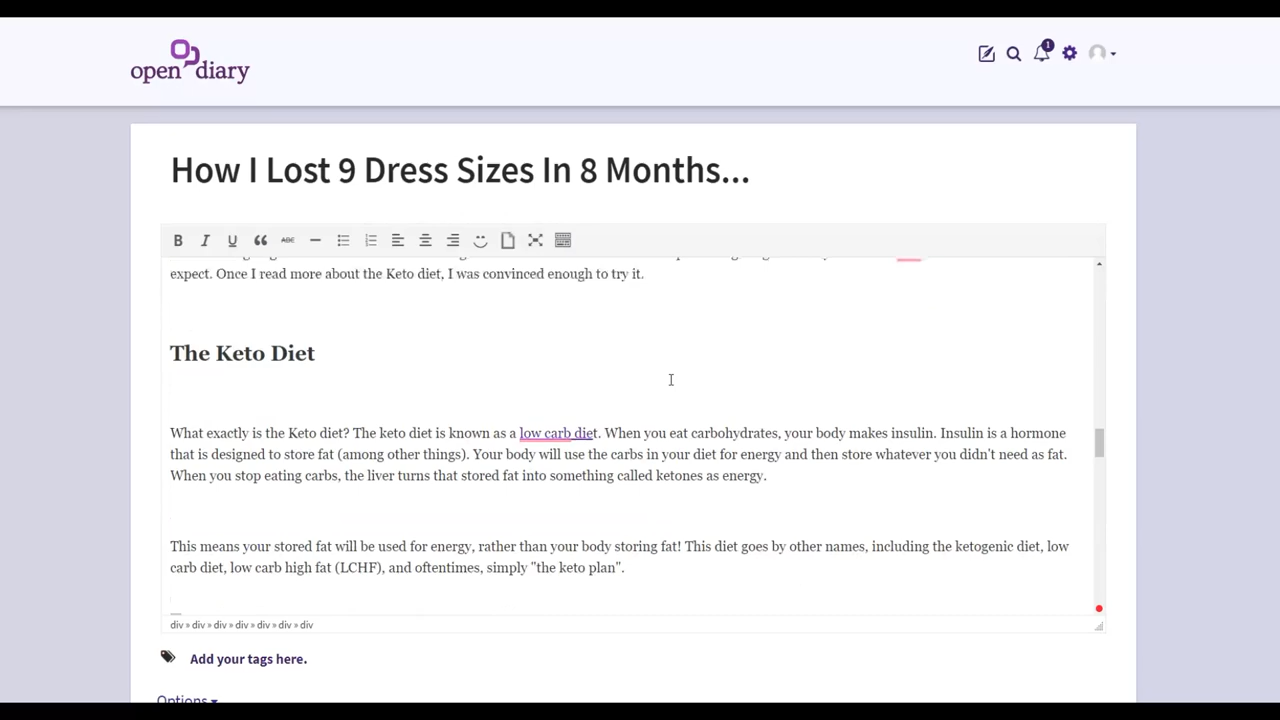 open diary
1
How I Lost 9 Dress Sizes In 8 Months...
B I U ABC
expect. Once I read more about the Keto diet, I was convinced enough to try it.
The Keto Diet
What exactly is the Keto diet? The keto diet is known as a low carb diet. When you eat carbohydrates, your body makes insulin. Insulin is a hormone
that is designed to store fat (among other things). Your body will use the carbs in your diet for energy and then store whatever you didn't need as fat.
When you stop eating carbs, the liver turns that stored fat into something called ketones as energy.
This means your stored fat will be used for energy, rather than your body storing fat! This diet goes by other names, including the ketogenic diet, low
carb diet, low carb high fat (LCHF), and oftentimes, simply "the keto plan".
div » div » div » div » div » div » div
Add your tags here.
Options